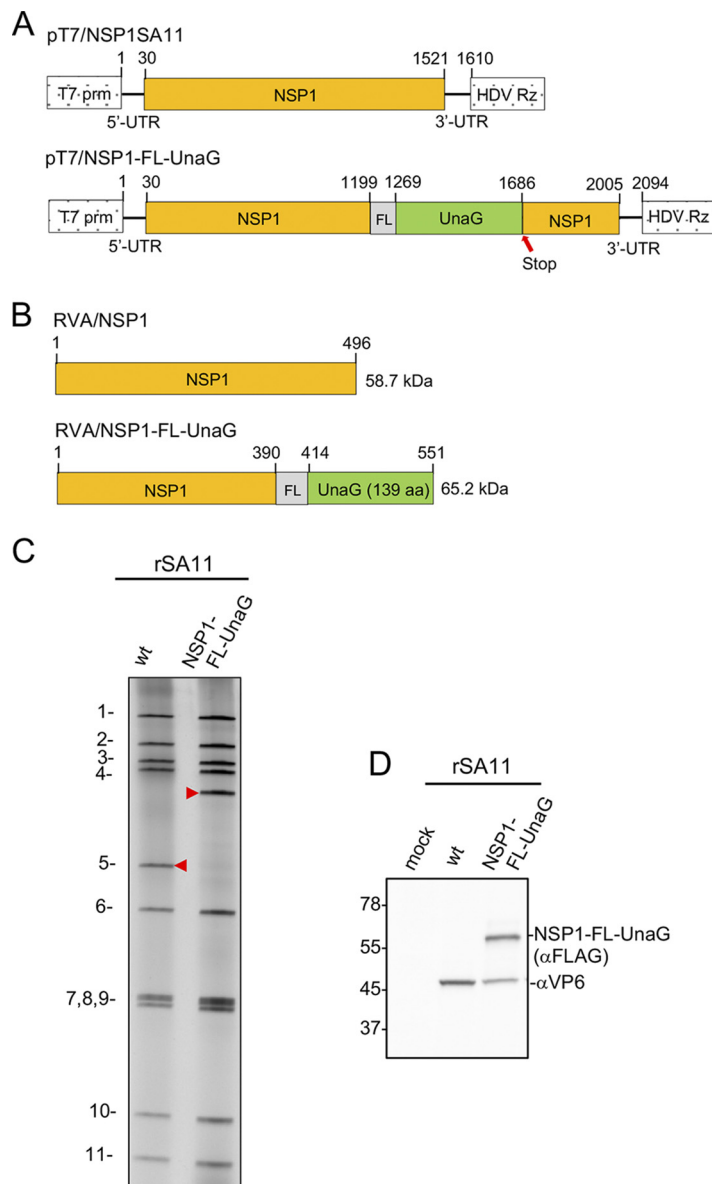 A
pT7/NSP1SA11
1 30 1521 1610
T7 prm NSP1 HDV Rz
5'-UTR 3'-UTR
pT7/NSP1-FL-UnaG
1 30 1199 1269 1686 2005 2094
T7 prm NSP1 FL UnaG NSP1 HDV Rz
5'-UTR Stop 3'-UTR
B
RVA/NSP1
1 496
NSP1 58.7 kDa
RVA/NSP1-FL-UnaG
1 390 414 551
NSP1 FL UnaG (139 aa) 65.2 kDa
C
rSA11
wt
NSP1-
FL-UnaG
1-
2-
3-
4-
5-
6-
7,8,9-
10-
11-
D
rSA11
mock
wt
NSP1-
FL-UnaG
78-
55-
45-
37-
-NSP1-FL-UnaG
(αFLAG)
-αVP6